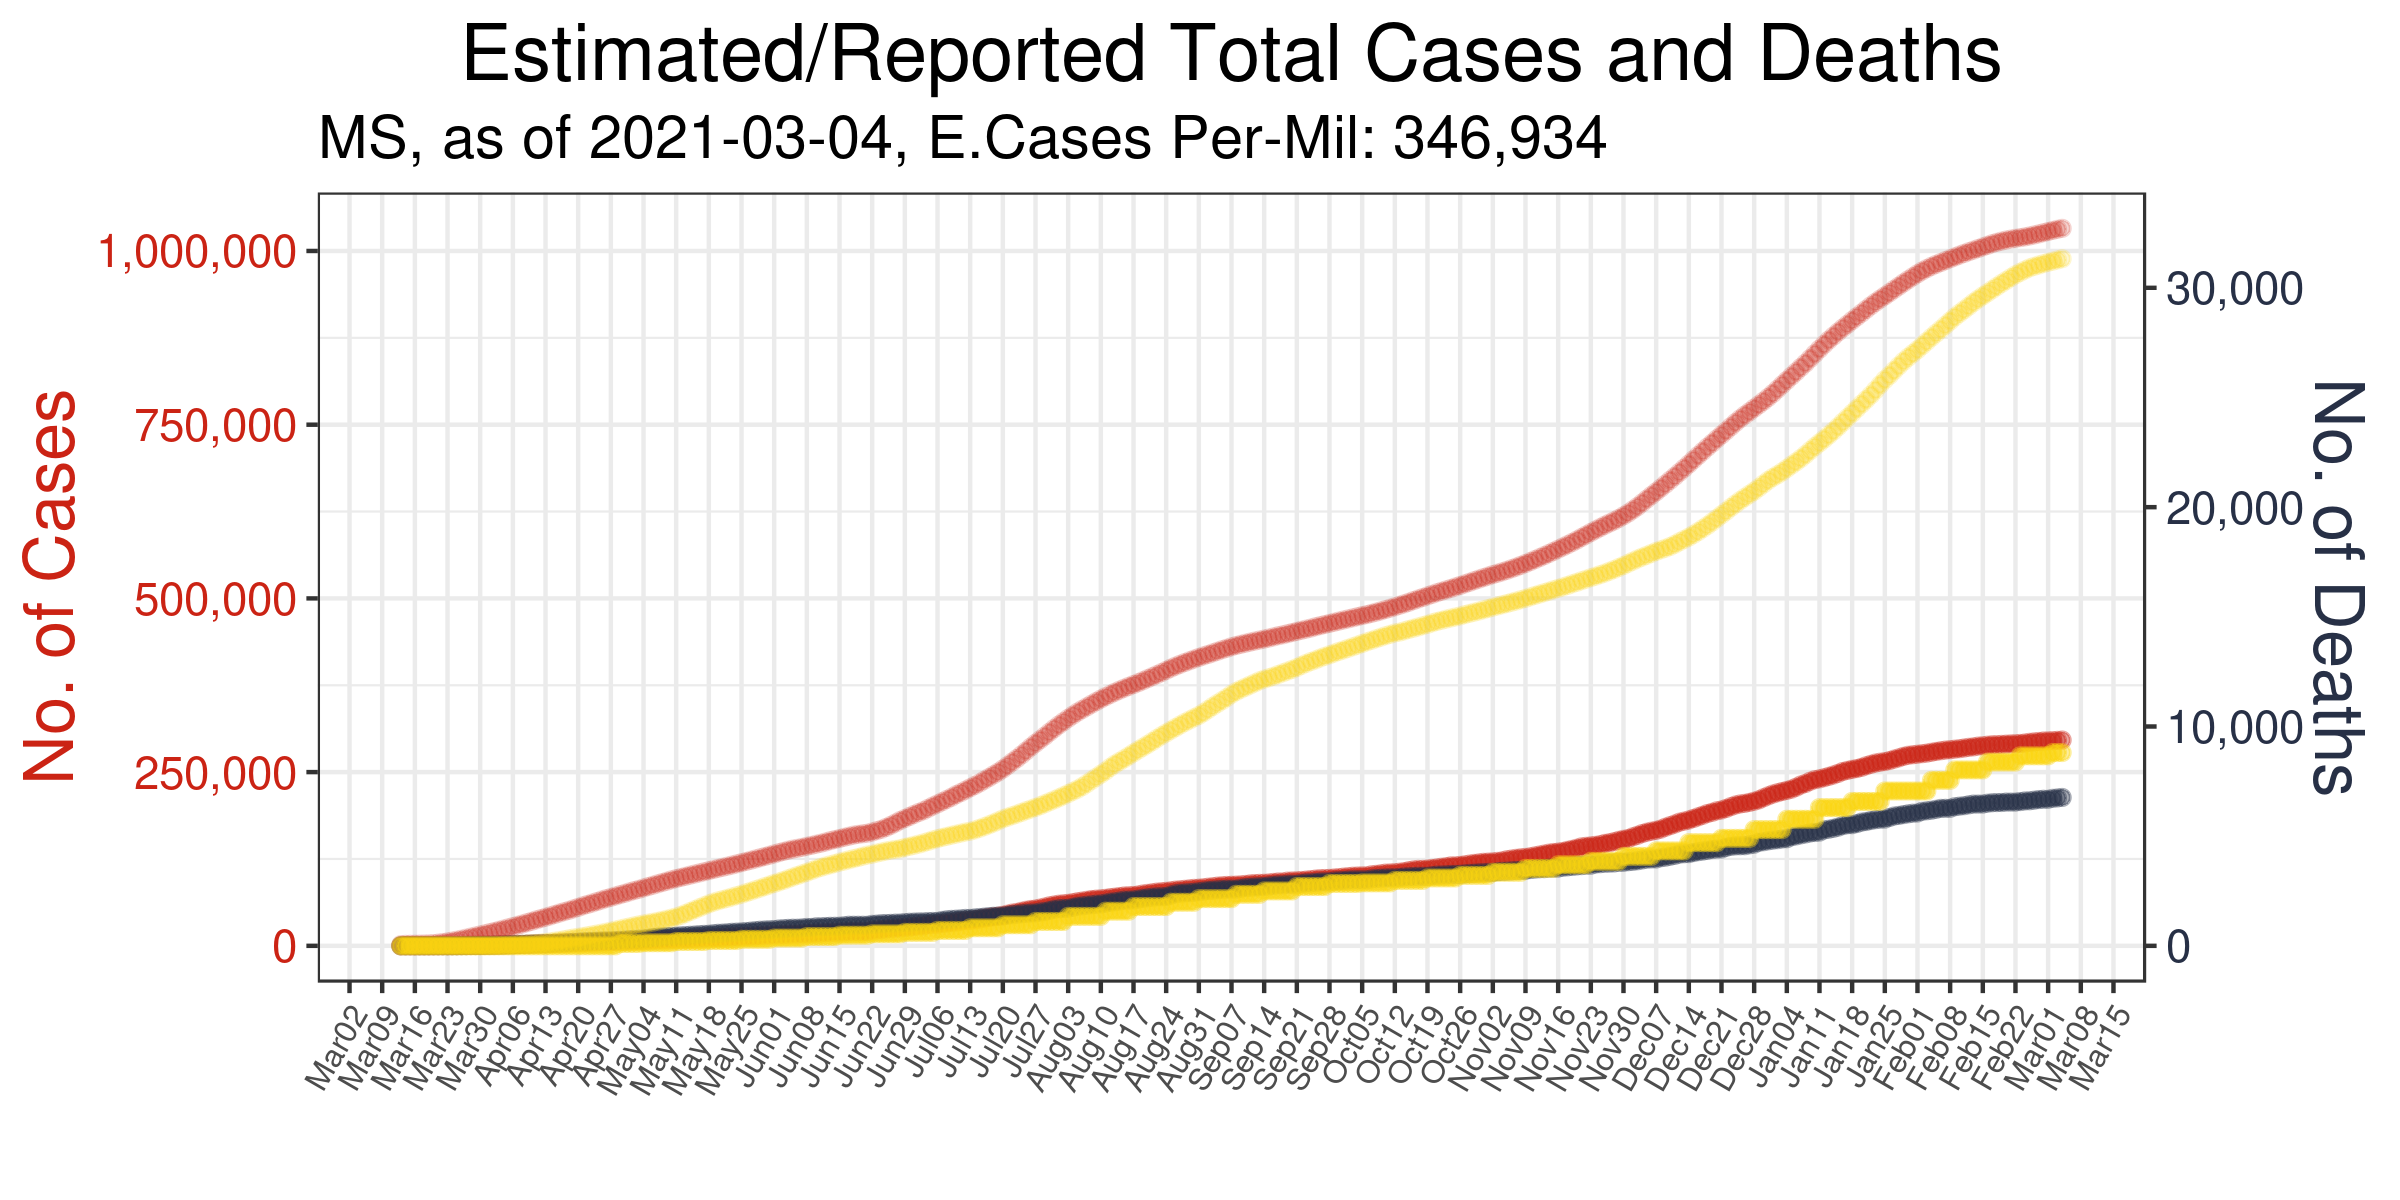 Estimated/Reported Total Cases and Deaths
MS, as of 2021-03-04, E.Cases Per-Mil: 346,934
No. of Cases
1,000,000
750,000
500,000
250,000
0
30,000
20,000
10,000
0
No. of Deaths
Mar02
Mar09
Mar16
Mar23
Mar30
Apr06
Apr13
Apr20
Apr27
May04
May11
May18
May25
Jun01
Jun08
Jun15
Jun22
Jun29
Jul06
Jul13
Jul20
Jul27
Aug03
Aug10
Aug17
Aug24
Aug31
Sep07
Sep14
Sep21
Sep28
Oct05
Oct12
Oct19
Oct26
Nov02
Nov09
Nov16
Nov23
Nov30
Dec07
Dec14
Dec21
Dec28
Jan04
Jan11
Jan18
Jan25
Feb01
Feb08
Feb15
Feb22
Mar01
Mar08
Mar15